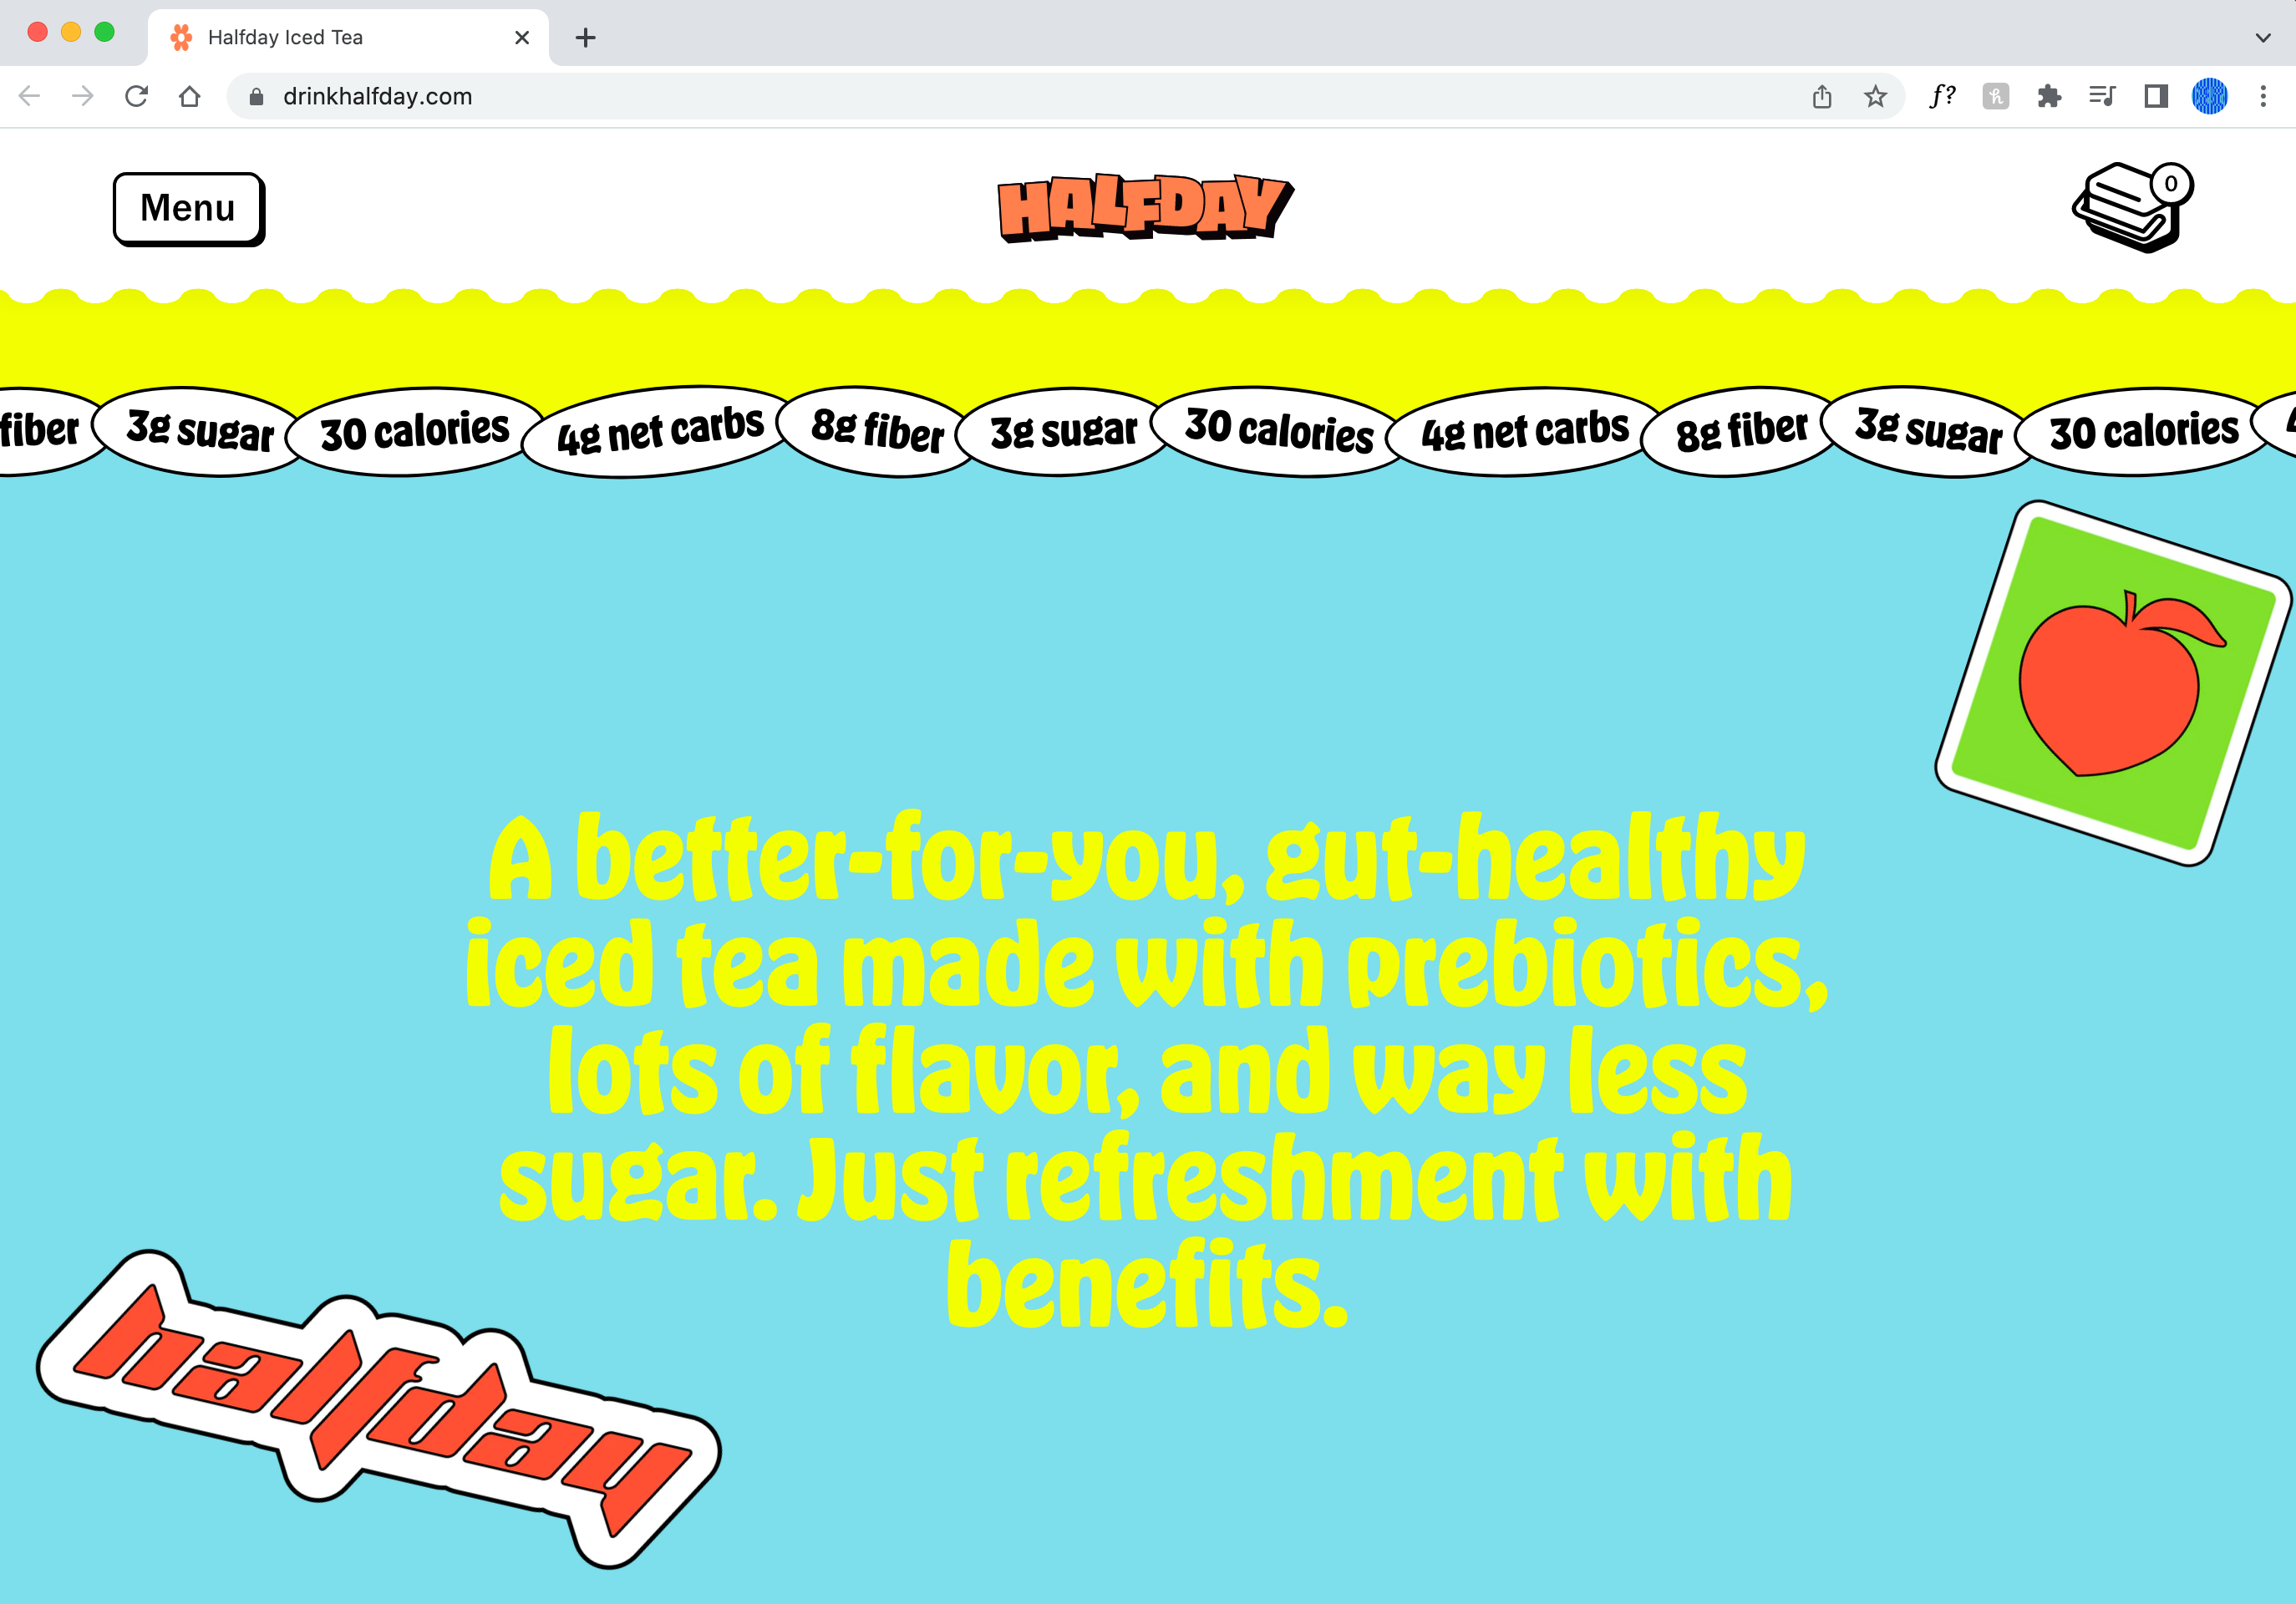 Halfday Iced Tea
drinkhalfday.com
f?
Menu
HALFDAY
0
fiber 3g sugar 30 calories 4g net carbs 8g fiber 3g sugar 30 calories 4g net carbs 8g fiber 3g sugar 30 calories
A better-for-you, gut-healthy
iced tea made with prebiotics,
lots of flavor, and way less
sugar. Just refreshment with
benefits.
halfday